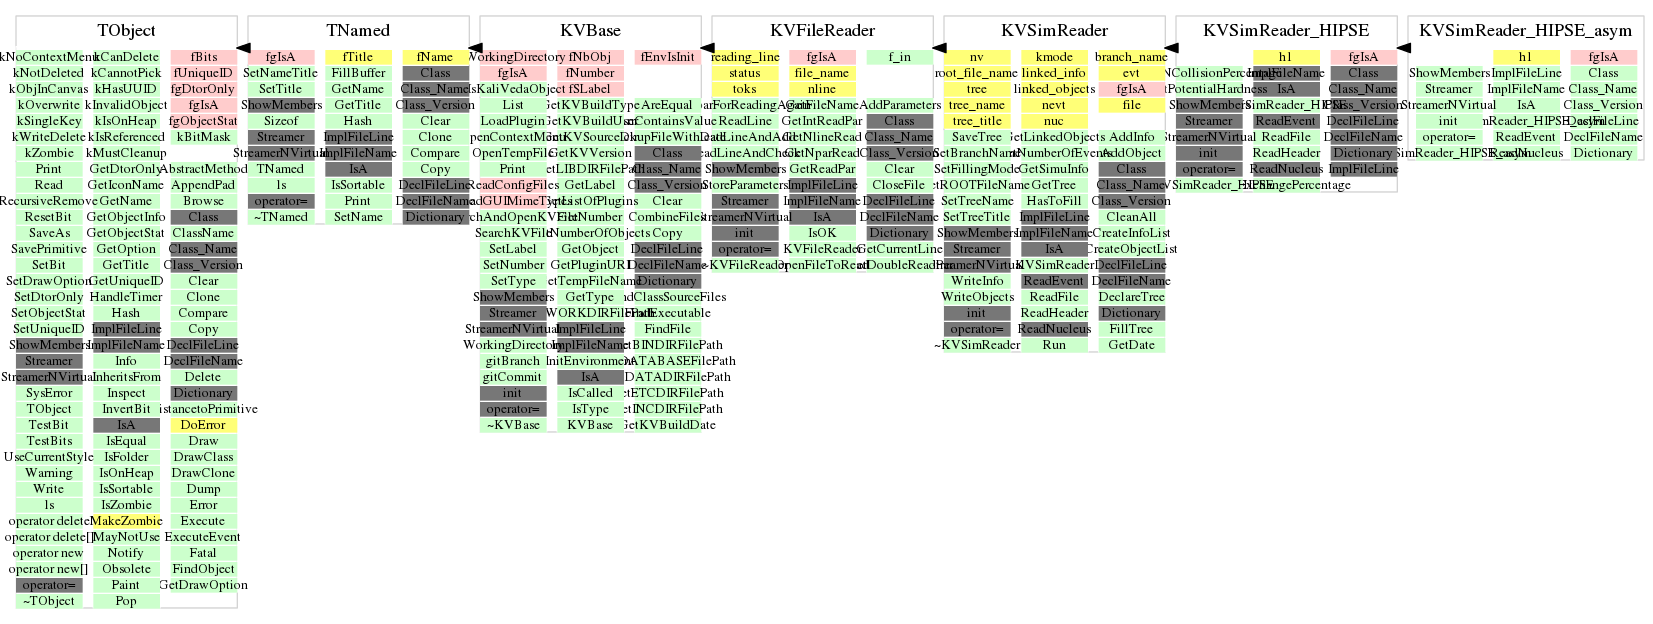 TObject
kNoContextMenu kCanDelete fBits
kNotDeleted kCannotPick fUniqueID
kObjInCanvas kHasUUID fgDtorOnly
kOverwrite kInvalidObject fgIsA
kSingleKey kIsOnHeap fgObjectStat
kWriteDelete kIsReferenced kBitMask
kZombie kMustCleanup
Print GetDtorOnly AbstractMethod
Read GetIconName AppendPad
RecursiveRemove GetName Browse
ResetBit GetObjectInfo Class
SaveAs GetObjectStat ClassName
SavePrimitive GetOption Class_Name
SetBit GetTitle Class_Version
SetDrawOption GetUniqueID Clear
SetDtorOnly HandleTimer Clone
SetObjectStat Hash Compare
SetUniqueID ImplFileLine Copy
ShowMembers ImplFileName DeclFileLine
Streamer Info DeclFileName
StreamerNVirtual InheritsFrom Delete
SysError Inspect Dictionary
TObject InvertBit istancetoPrimitive
TestBit IsA DoError
TestBits IsEqual Draw
UseCurrentStyle IsFolder DrawClass
Warning IsOnHeap DrawClone
Write IsSortable Dump
ls IsZombie Error
operator delete MakeZombie Execute
operator delete[] MayNotUse ExecuteEvent
operator new Notify Fatal
operator new[] Obsolete FindObject
operator= Paint GetDrawOption
~TObject Pop
TNamed
fgIsA fTitle fName
SetNameTitle FillBuffer Class
SetTitle GetName Class_Name
ShowMembers GetTitle Class_Version
Sizeof Hash Clear
Streamer ImplFileLine Clone
StreamerNVirtual ImplFileName Compare
TNamed IsA Copy
ls IsSortable DeclFileLine
operator= Print DeclFileName
~TNamed SetName Dictionary
KVBase
WorkingDirectory fNbObj fEnvIsInit
fgIsA fNumber
IsKaliVedaObject fSLabel
List GetKVBuildType AreEqual
LoadPlugin GetKVBuildUser ContainsValue
OpenContextMenu GetKVSourceDir BackupFileWithDate
OpenTempFile GetKVVersion Class
Print GetLIBDIRFilePath Class_Name
ReadConfigFiles GetLabel Class_Version
ReadGUIMimeTypes GetListOfPlugins Clear
SearchAndOpenKVFile GetNumber CombineFiles
SearchKVFile GetNumberOfObjects Copy
SetLabel GetObject DeclFileLine
SetNumber GetPluginURI DeclFileName
SetType GetTempFileName Dictionary
ShowMembers GetType FindClassSourceFiles
Streamer WORKDIRFilePath FindExecutable
StreamerNVirtual ImplFileLine FindFile
WorkingDirectory ImplFileName GetBINDIRFilePath
gitBranch InitEnvironment DATABASEFilePath
gitCommit IsA DATADIRFilePath
init IsCalled GetETCDIRFilePath
operator= IsType GetINCDIRFilePath
~KVBase KVBase GetKVBuildDate
KVFileReader
reading_line fgIsA f_in
status file_name
toks nline
ForReadingAgain GetFileName AddParameters
ReadLine GetIntReadPar Class
ReadLineAndAdd GetNlineRead Class_Name
ReadLineAndCheck GetNparRead Class_Version
ShowMembers GetReadPar Clear
StoreParameters ImplFileLine CloseFile
Streamer ImplFileName DeclFileLine
StreamerNVirtual IsA DeclFileName
init IsOK Dictionary
operator= KVFileReader GetCurrentLine
~KVFileReader OpenFileToRead GetDoubleReadPar
KVSimReader
nv kmode branch_name
root_file_name linked_info evt
tree linked_objects fgIsA
tree_name nevt file
tree_title nuc
SaveTree GetLinkedObjects AddInfo
SetBranchName GetNumberOfEvents AddObject
SetFillingMode GetSimuInfo Class
SetROOTFileName GetTree Class_Name
SetTreeName HasToFill Class_Version
SetTreeTitle ImplFileLine CleanAll
ShowMembers ImplFileName CreateInfoList
Streamer IsA CreateObjectList
StreamerNVirtual KVSimReader DeclFileLine
WriteInfo ReadEvent DeclFileName
WriteObjects ReadFile DeclareTree
init ReadHeader Dictionary
operator= ReadNucleus FillTree
~KVSimReader Run GetDate
KVSimReader_HIPSE
h1 fgIsA
NCollisionPercentage ImplFileName Class
tPotentialHardness IsA Class_Name
ShowMembers KVSimReader_HIPSE Class_Version
Streamer ReadEvent DeclFileLine
StreamerNVirtual ReadFile DeclFileName
init ReadHeader Dictionary
operator= ReadNucleus ImplFileLine
~KVSimReader_HIPSE ExchangePercentage
KVSimReader_HIPSE_asym
h1 fgIsA
ShowMembers ImplFileLine Class
Streamer ImplFileName Class_Name
StreamerNVirtual IsA Class_Version
init KVSimReader_HIPSE_asym DeclFileLine
operator= ReadEvent DeclFileName
~KVSimReader_HIPSE_asym ReadNucleus Dictionary